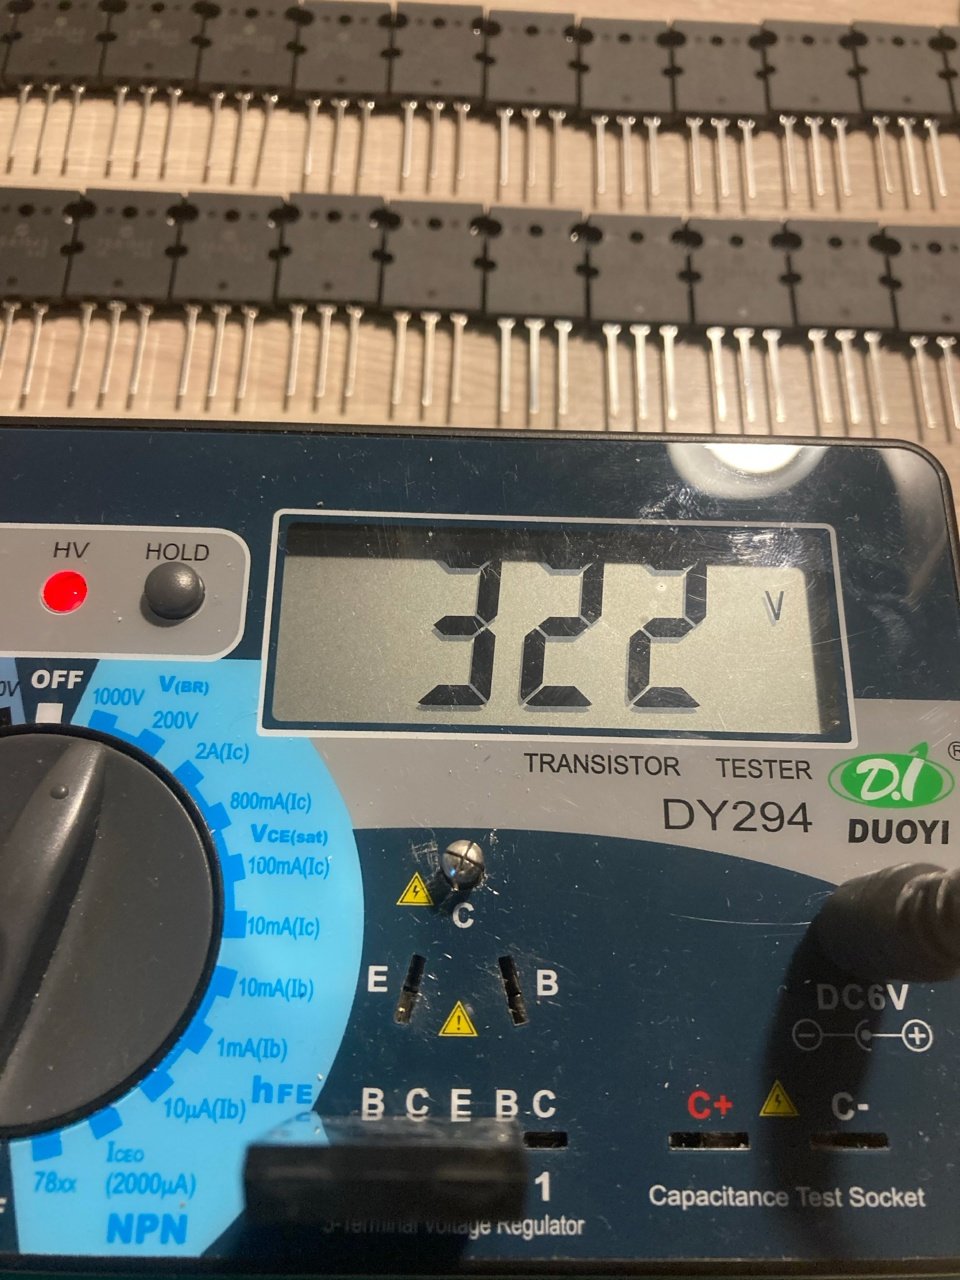 HV HOLD
322 V
0V OFF 1000V V(BR)
200V
2A(Ic)
800mA(Ic)
VCE(sat)
100mA(Ic)
10mA(Ic)
10mA(Ib)
1mA(Ib)
10μA(Ib) hFE
ICEO
78xx (2000μA)
NPN
F
TRANSISTOR TESTER
DY294
D.I ®
DUOYI
C
E B
DC6V
B C E B C
1
3-Terminal Voltage Regulator
C+ C-
Capacitance Test Socket